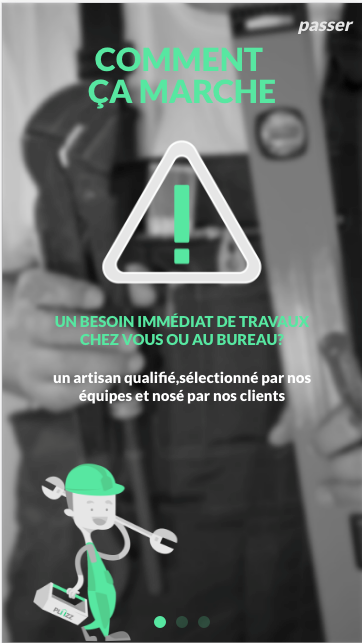 passer
COMMENT
ÇA MARCHE
UN BESOIN IMMÉDIAT DE TRAVAUX
CHEZ VOUS OU AU BUREAU?
un artisan qualifié,sélectionné par nos
équipes et nosé par nos clients